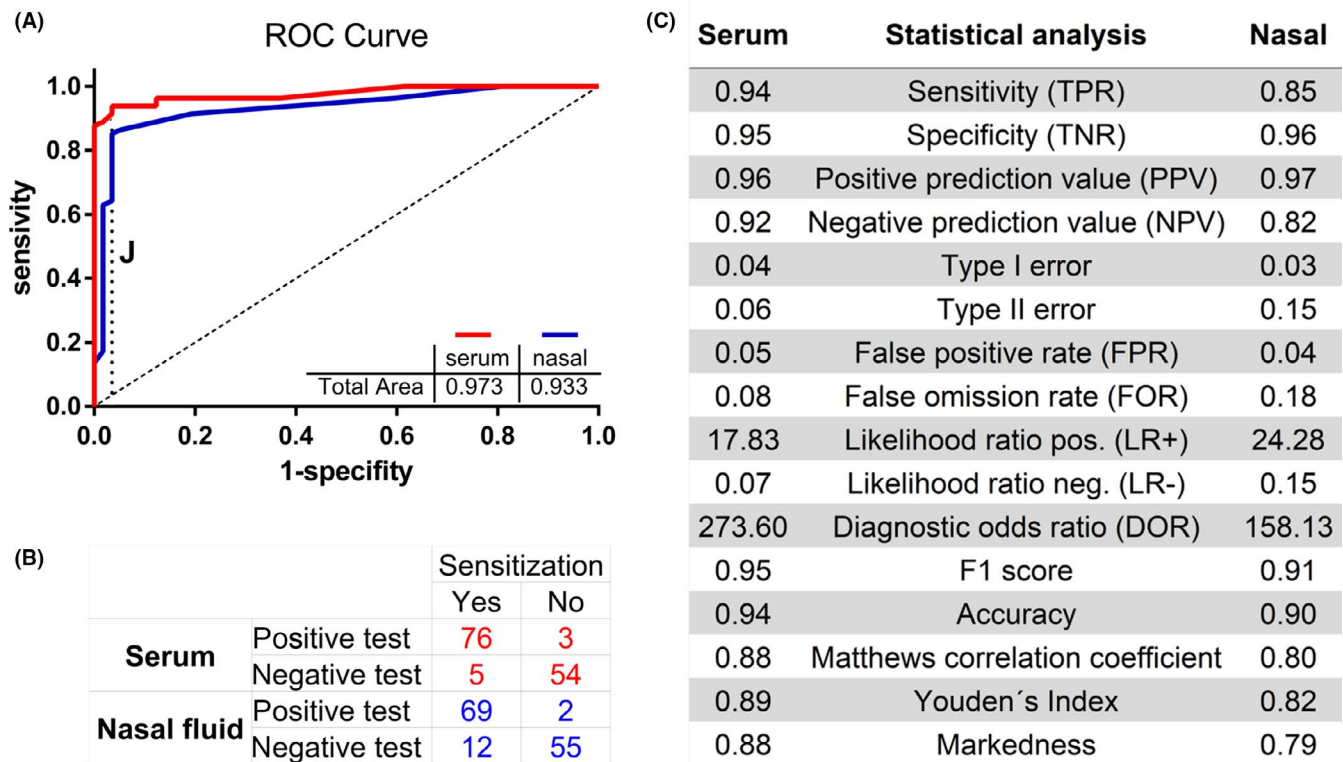 (A)
ROC Curve
1.0
0.8
0.6
0.4
0.2
0.0
sensivity
J
serum nasal
Total Area 0.973 0.933
0.0 0.2 0.4 0.6 0.8 1.0
1-specifity
(B)
Sensitization
Yes No
Serum Positive test 76 3
Negative test 5 54
Nasal fluid Positive test 69 2
Negative test 12 55
(C)
Serum Statistical analysis Nasal
0.94 Sensitivity (TPR) 0.85
0.95 Specificity (TNR) 0.96
0.96 Positive prediction value (PPV) 0.97
0.92 Negative prediction value (NPV) 0.82
0.04 Type I error 0.03
0.06 Type II error 0.15
0.05 False positive rate (FPR) 0.04
0.08 False omission rate (FOR) 0.18
17.83 Likelihood ratio pos. (LR+) 24.28
0.07 Likelihood ratio neg. (LR-) 0.15
273.60 Diagnostic odds ratio (DOR) 158.13
0.95 F1 score 0.91
0.94 Accuracy 0.90
0.88 Matthews correlation coefficient 0.80
0.89 Youden´s Index 0.82
0.88 Markedness 0.79